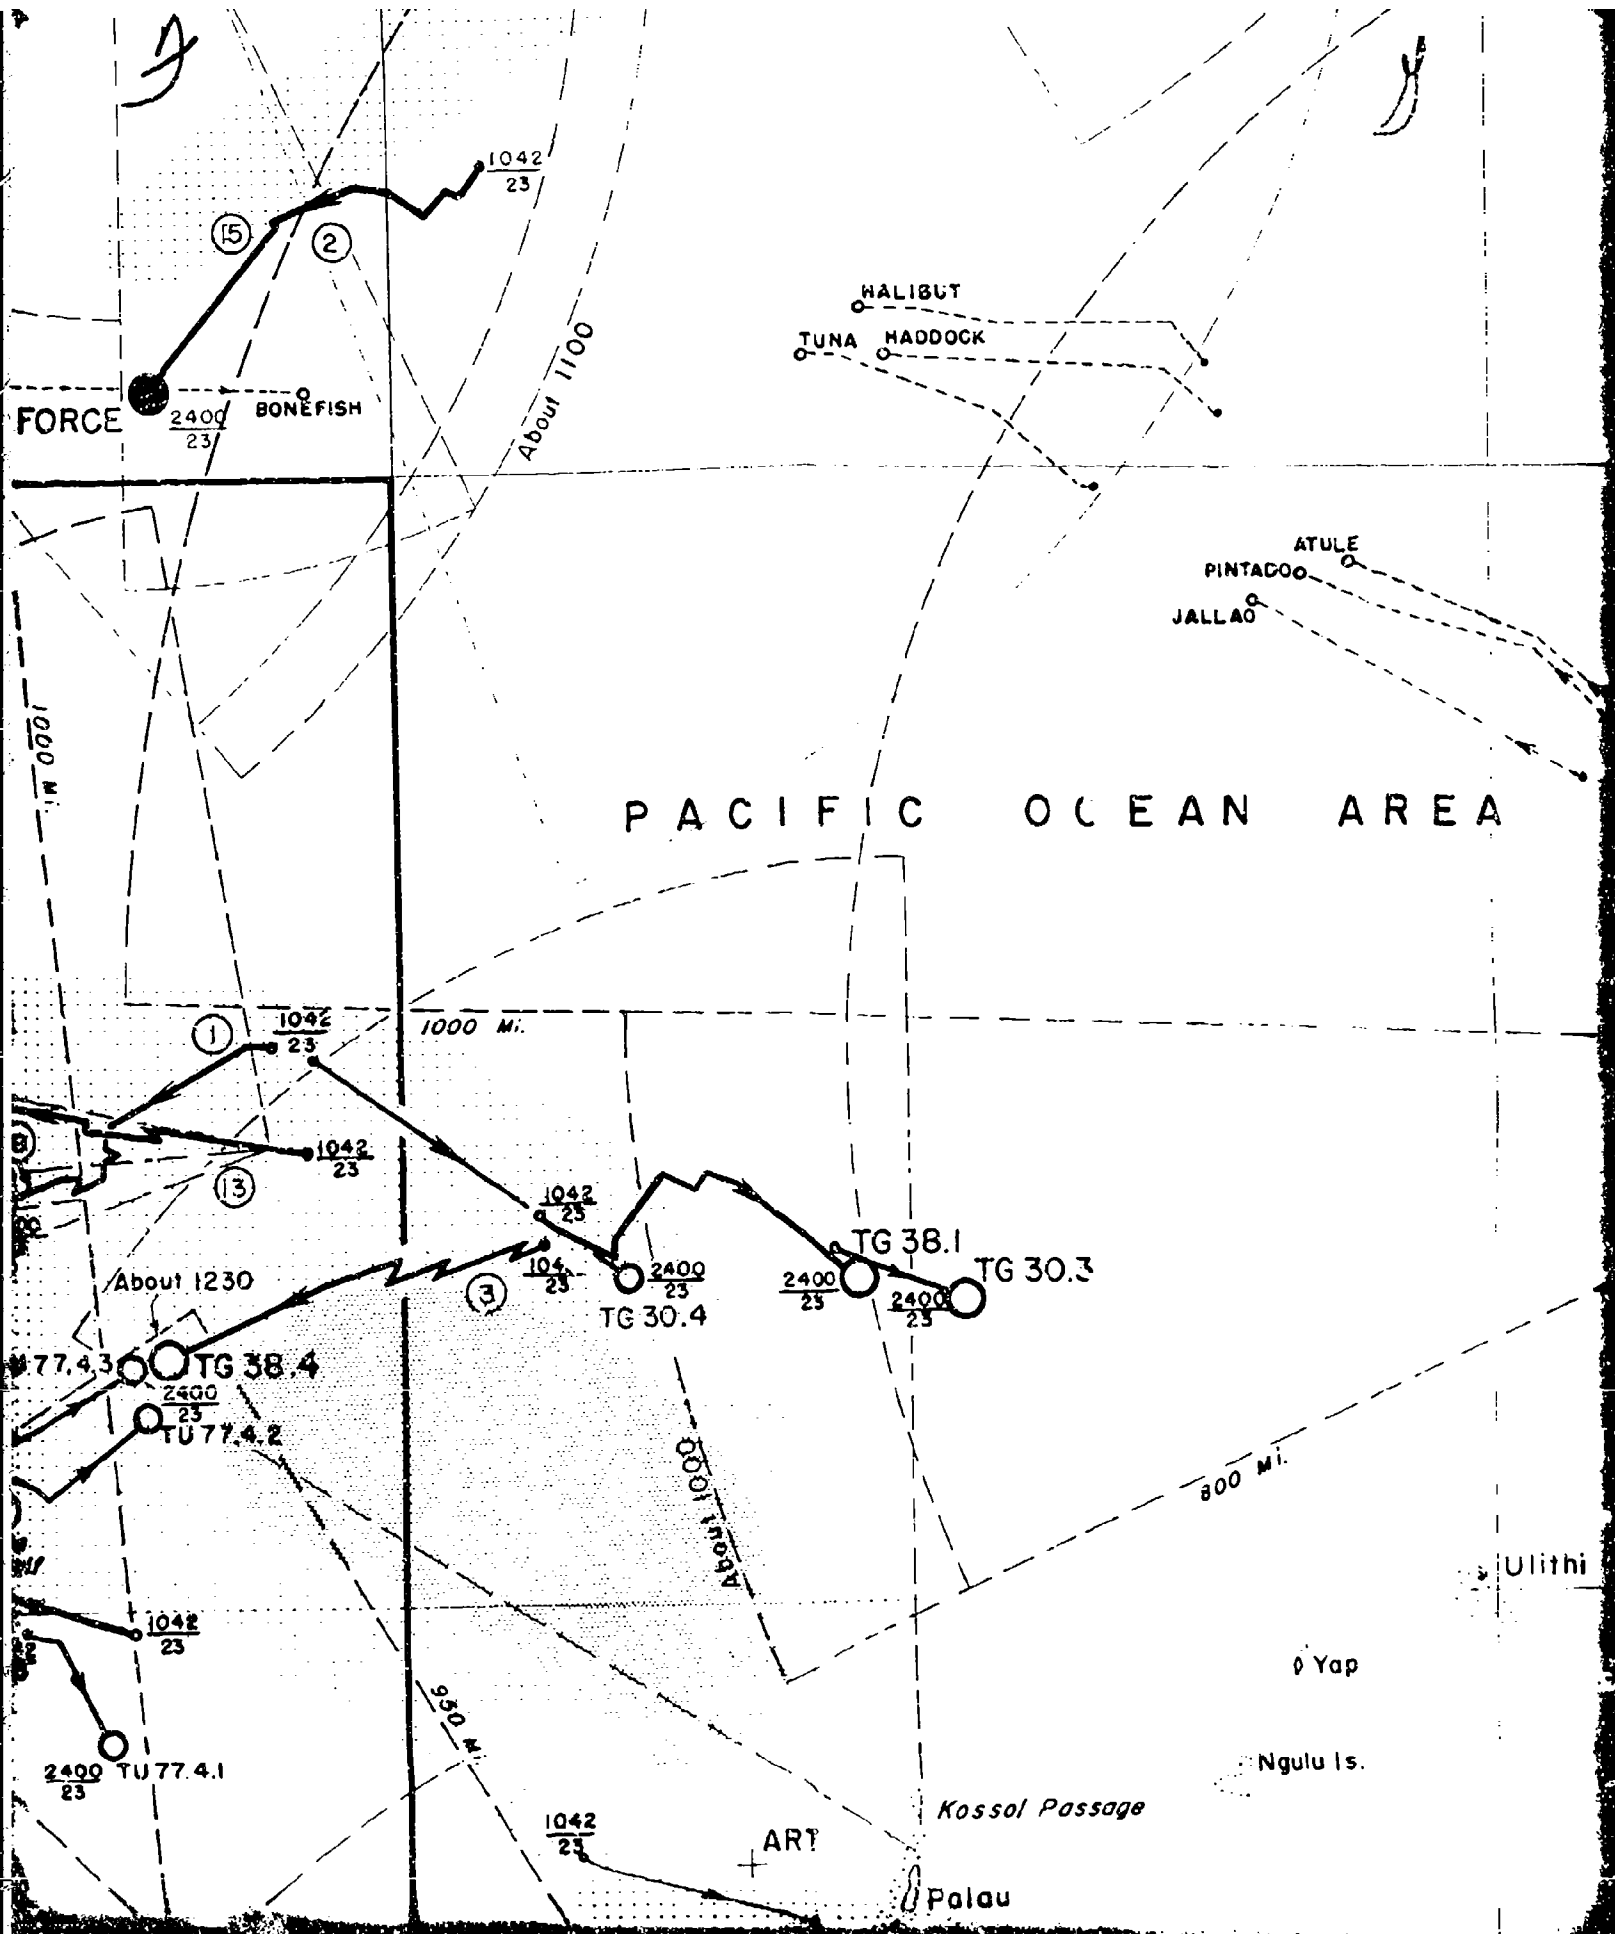 1042
23
15
2
HALIBUT
TUNA HADDOCK
About 1100
FORCE
2400
23
BONEFISH
ATULE
PINTADO
JALLAO
1000 Mi.
PACIFIC OCEAN AREA
1
1042
23
1000 Mi.
1042
23
13
1042
23
TG 38.1
TG 30.3
About 1230
23
3
2400
23
TG 30.4
2400
23
2400
23
77.4.3
TG 38.4
2400
23
TU 77.4.2
About 1000
800 Mi.
Ulithi
1042
23
Yap
950 Mi.
2400
23
TU 77.4.1
Ngulu Is.
Kossol Passage
1042
23
ART
Palau